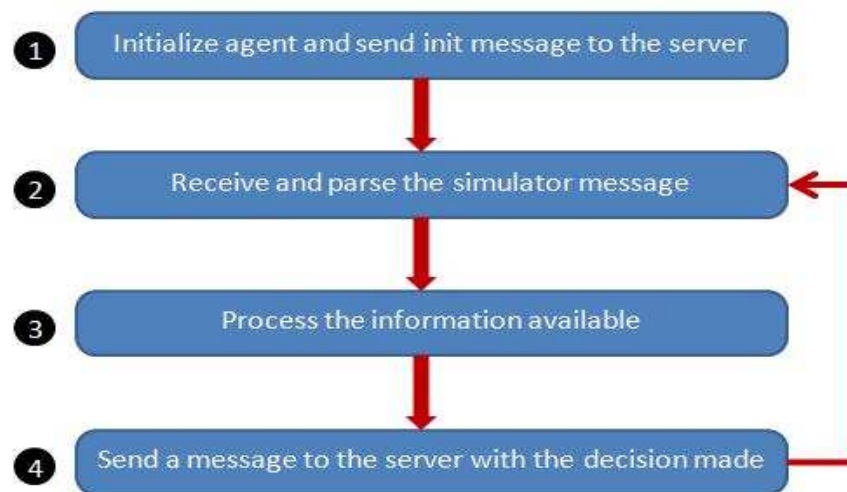 1 Initialize agent and send init message to the server
2 Receive and parse the simulator message
3 Process the information available
4 Send a message to the server with the decision made